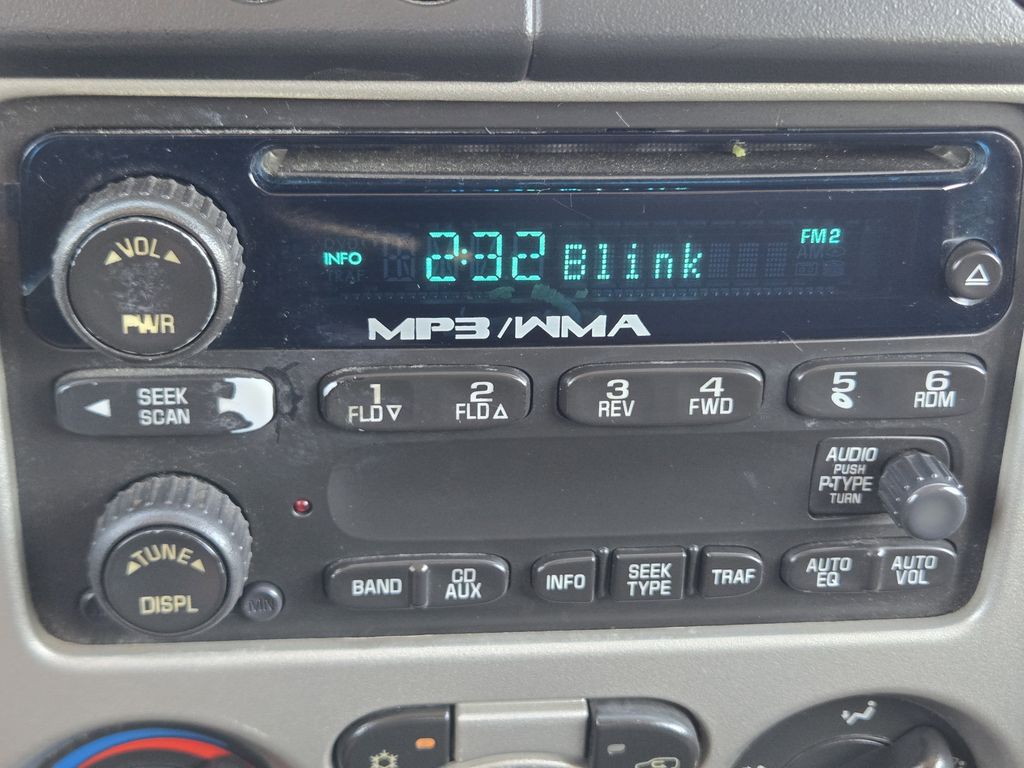 INFO 2:32 Blink FM2
VOL
PWR
MP3/WMA
SEEK
SCAN
1
FLD
2
FLD
3
REV
4
FWD
5
6
RDM
AUDIO
PUSH
P-TYPE
TURN
TUNE
DISPL
MN
BAND
CD
AUX
INFO
SEEK
TYPE
TRAF
AUTO
EQ
AUTO
VOL